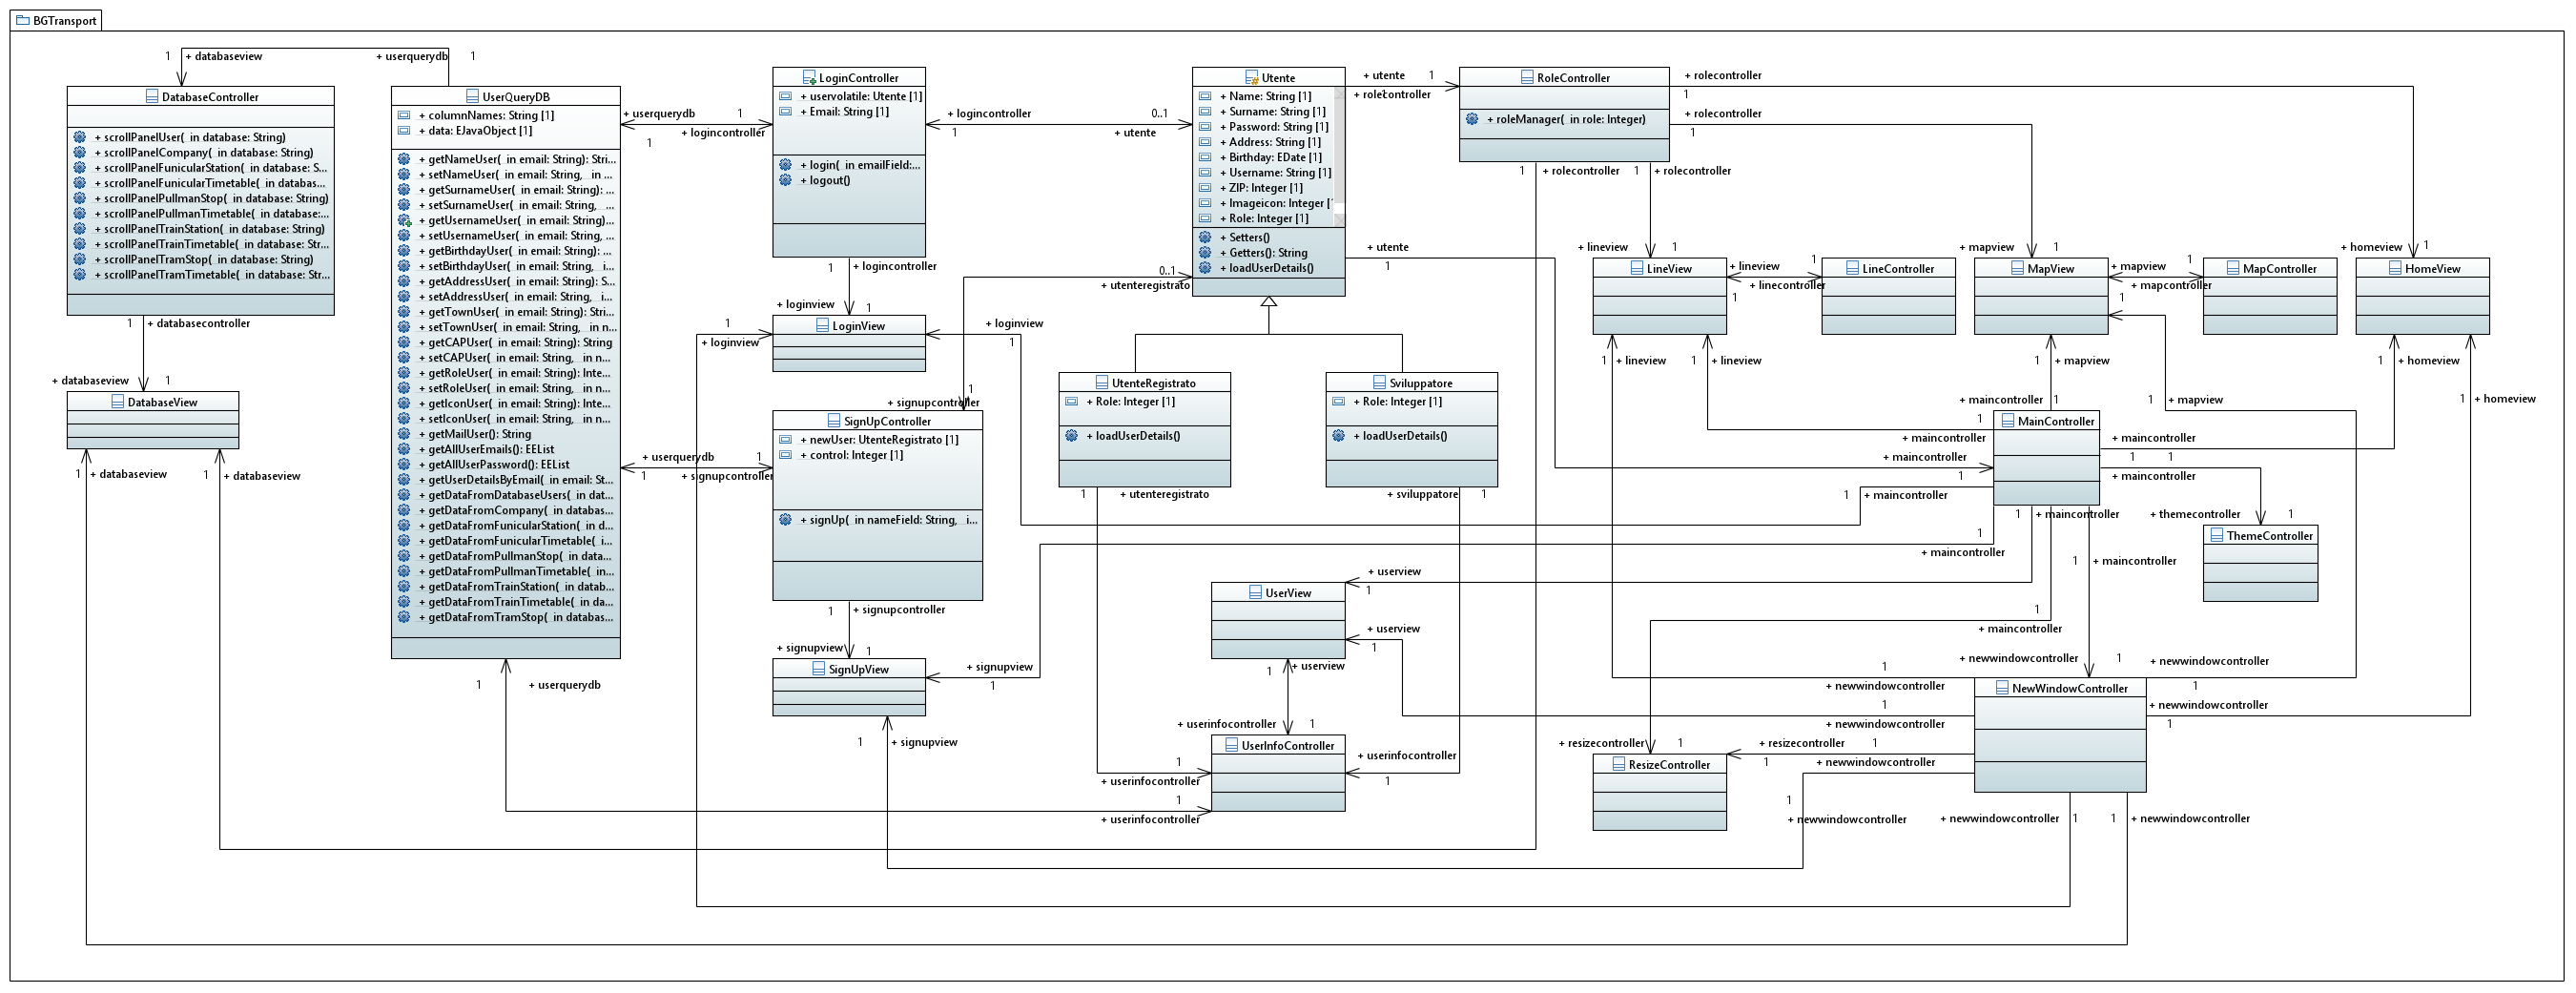 BGTransport
1
+ databaseview
+ userquerydb
1
DatabaseController
+ scrollPanelUser( in database: String)
+ scrollPanelCompany( in database: String)
+ scrollPanelFunicularStation( in database: S...
+ scrollPanelFunicularTimetable( in databas...
+ scrollPanelPullmanStop( in database: String)
+ scrollPanelPullmanTimetable( in database:...
+ scrollPanelTrainStation( in database: String)
+ scrollPanelTrainTimetable( in database: Str...
+ scrollPanelTramStop( in database: String)
+ scrollPanelTramTimetable( in database: Str...
1
+ databasecontroller
+ databaseview
1
DatabaseView
1
+ databaseview
1
+ databaseview
UserQueryDB
+ columnNames: String [1]
+ data: EJavaObject [1]
+ getNameUser( in email: String): Stri...
+ setNameUser( in email: String, in ...
+ getSurnameUser( in email: String): ...
+ setSurnameUser( in email: String, ...
+ getUsernameUser( in email: String)...
+ setUsernameUser( in email: String, ...
+ getBirthdayUser( in email: String): ...
+ setBirthdayUser( in email: String, i...
+ getAddressUser( in email: String): S...
+ setAddressUser( in email: String, i...
+ getTownUser( in email: String): Stri...
+ setTownUser( in email: String, in n...
+ getCAPUser( in email: String): String
+ setCAPUser( in email: String, in n...
+ getRoleUser( in email: String): Inte...
+ setRoleUser( in email: String, in n...
+ getIconUser( in email: String): Inte...
+ setIconUser( in email: String, in n...
+ getMailUser(): String
+ getAllUserEmails(): EEList
+ getAllUserPassword(): EEList
+ getUserDetailsByEmail( in email: St...
+ getDataFromDatabaseUsers( in dat...
+ getDataFromCompany( in databas...
+ getDataFromFunicularStation( in d...
+ getDataFromFunicularTimetable( i...
+ getDataFromPullmanStop( in data...
+ getDataFromPullmanTimetable( in...
+ getDataFromTrainStation( in datab...
+ getDataFromTrainTimetable( in da...
+ getDataFromTramStop( in databas...
1
+ userquerydb
+ userquerydb
1
1
+ logincontroller
LoginController
+ uservolatile: Utente [1]
+ Email: String [1]
+ login( in emailField:...
+ logout()
+ logincontroller
1
0..1
+ utente
1
+ logincontroller
+ loginview
1
LoginView
1
+ loginview
+ loginview
1
+ signupcontroller
1
SignUpController
+ newUser: UtenteRegistrato [1]
+ control: Integer [1]
+ signUp( in nameField: String, i...
+ userquerydb
1
1
+ signupcontroller
1
+ signupcontroller
+ signupview
1
SignUpView
+ signupview
1
1
+ signupview
Utente
+ Name: String [1]
+ Surname: String [1]
+ Password: String [1]
+ Address: String [1]
+ Birthday: EDate [1]
+ Username: String [1]
+ ZIP: Integer [1]
+ Imageicon: Integer [
+ Role: Integer [1]
+ Setters()
+ Getters(): String
+ loadUserDetails()
0..1
+ utenteregistrato
+ utente
1
+ rolecontroller
+ utente
1
UtenteRegistrato
+ Role: Integer [1]
+ loadUserDetails()
1
+ utenteregistrato
Sviluppatore
+ Role: Integer [1]
+ loadUserDetails()
+ sviluppatore
1
+ userview
1
UserView
+ userview
1
1
+ userview
+ userinfocontroller
1
UserInfoController
1
+ userinfocontroller
+ userinfocontroller
1
1
+ userinfocontroller
RoleController
+ roleManager( in role: Integer)
+ rolecontroller
1
+ rolecontroller
1
1
+ rolecontroller
1
+ rolecontroller
+ lineview
1
LineView
+ lineview
1
+ linecontroller
1
LineController
+ mapview
1
MapView
+ mapview
1
+ mapcontroller
1
MapController
+ homeview
1
HomeView
1
+ lineview
1
+ lineview
1
+ mapview
1
+ homeview
1
+ mapview
1
+ homeview
+ maincontroller
1
1
+ maincontroller
MainController
+ maincontroller
1
1
+ maincontroller
+ maincontroller
1
1
+ maincontroller
1
+ maincontroller
1
+ maincontroller
1
+ maincontroller
1
+ maincontroller
+ themecontroller
1
ThemeController
+ newwindowcontroller
1
+ newwindowcontroller
1
1
+ newwindowcontroller
NewWindowController
+ newwindowcontroller
1
1
+ newwindowcontroller
+ resizecontroller
1
ResizeController
+ resizecontroller
1
1
+ newwindowcontroller
1
+ newwindowcontroller
+ newwindowcontroller
1
1
+ newwindowcontroller